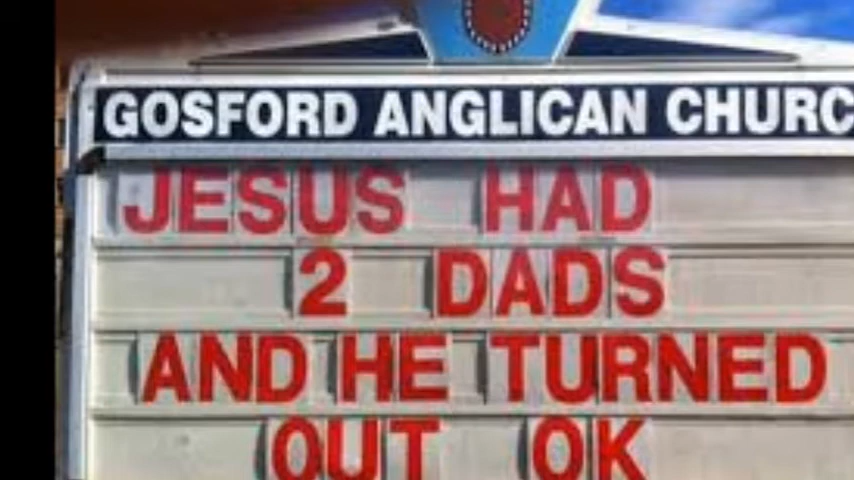 GOSFORD ANGLICAN CHURC
JESUS HAD
2 DADS
AND HE TURNED
OUT OK